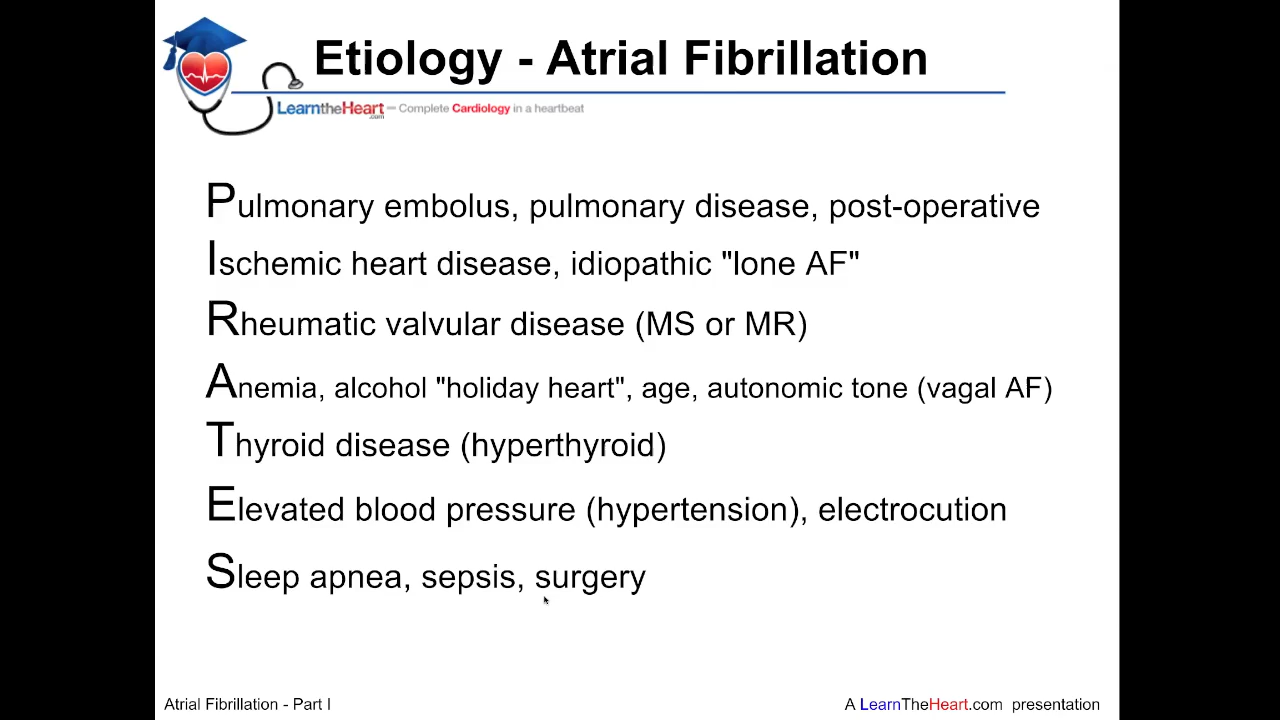 Etiology - Atrial Fibrillation
LearntheHeart.com — Complete Cardiology in a heartbeat
Pulmonary embolus, pulmonary disease, post-operative
Ischemic heart disease, idiopathic "lone AF"
Rheumatic valvular disease (MS or MR)
Anemia, alcohol "holiday heart", age, autonomic tone (vagal AF)
Thyroid disease (hyperthyroid)
Elevated blood pressure (hypertension), electrocution
Sleep apnea, sepsis, surgery
Atrial Fibrillation - Part I
A LearnTheHeart.com presentation